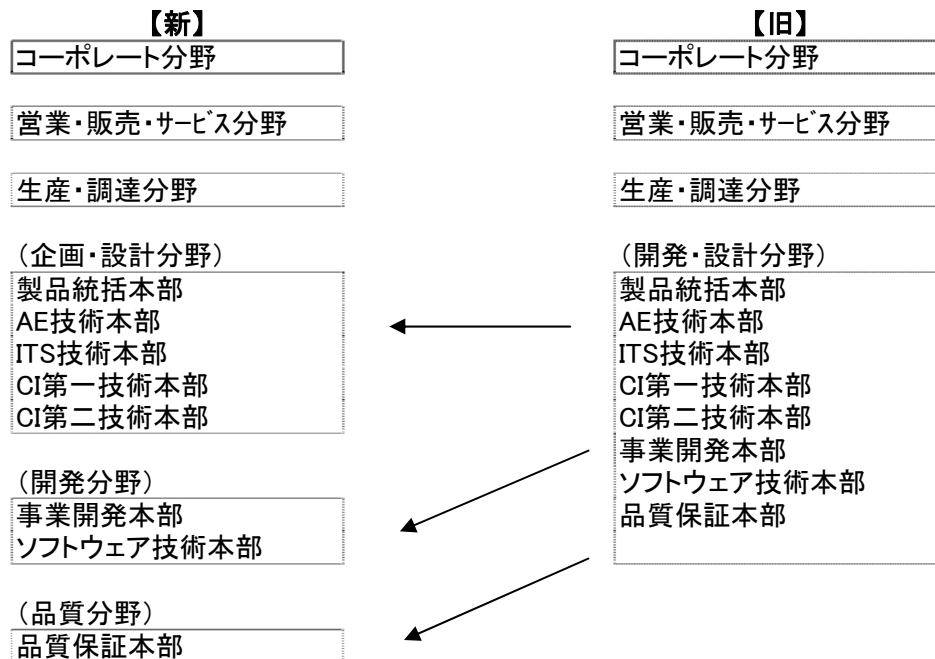 【新】
コーポレート分野
営業・販売・サービス分野
生産・調達分野
(企画・設計分野)
製品統括本部
AE技術本部
ITS技術本部
CI第一技術本部
CI第二技術本部
(開発分野)
事業開発本部
ソフトウェア技術本部
(品質分野)
品質保証本部
【旧】
コーポレート分野
営業・販売・サービス分野
生産・調達分野
(開発・設計分野)
製品統括本部
AE技術本部
ITS技術本部
CI第一技術本部
CI第二技術本部
事業開発本部
ソフトウェア技術本部
品質保証本部